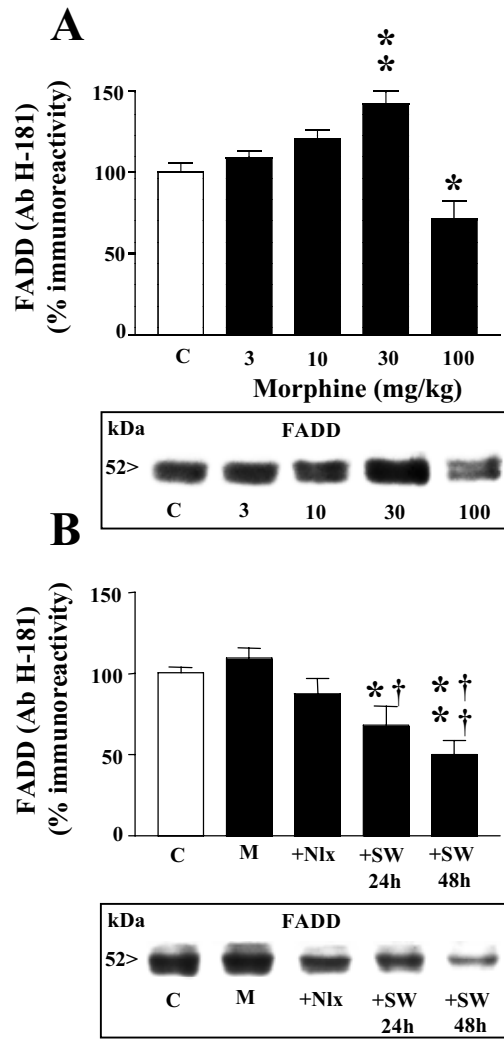 A
FADD (Ab H-181)
(% immunoreactivity)
150
100
50
0
*
*
*
C 3 10 30 100
Morphine (mg/kg)
kDa FADD
52>
C 3 10 30 100
B
FADD (Ab H-181)
(% immunoreactivity)
150
100
50
0
* † * †
* †
C M +Nlx +SW +SW
24h 48h
kDa FADD
52>
C M +Nlx +SW +SW
24h 48h